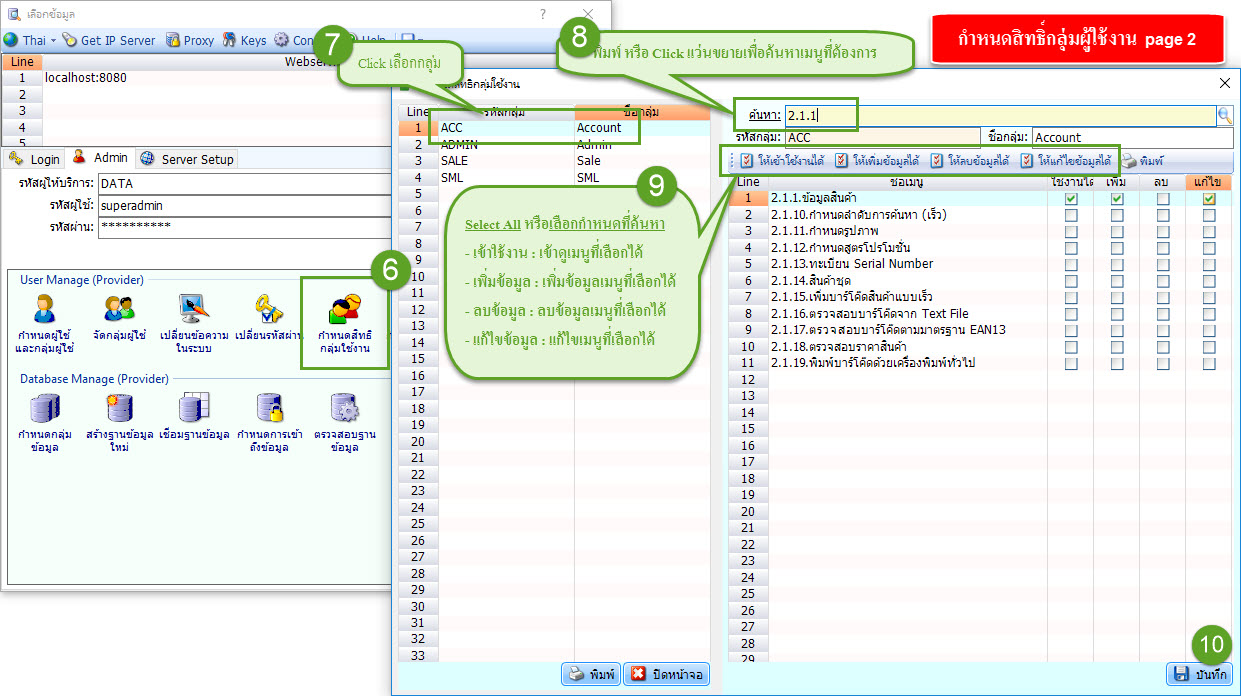 เลือกข้อมูล
?
Thai
Get IP Server
Proxy
Keys
Line
1 localhost:8080
2
3
4
5
Login
Admin
Server Setup
รหัสผู้ให้บริการ: DATA
รหัสผู้ใช้: superadmin
รหัสผ่าน: **********
User Manage (Provider)
กำหนดผู้ใช้
และกลุ่มผู้ใช้
จัดกลุ่มผู้ใช้
เปลี่ยนข้อความ
ในระบบ
เปลี่ยนรหัสผ่าน
กำหนดสิทธิ
กลุ่มใช้งาน
6
Database Manage (Provider)
กำหนดกลุ่ม
ข้อมูล
สร้างฐานข้อมูล
ใหม่
เชื่อมฐานข้อมูล
กำหนดการเข้า
ถึงข้อมูล
ตรวจสอบฐาน
ข้อมูล
7
Click เลือกกลุ่ม
8
พิมพ์ หรือ Click แว่นขยายเพื่อค้นหาเมนูที่ต้องการ
กำหนดสิทธิ์กลุ่มผู้ใช้งาน page 2
Line รหัสกลุ่ม ชื่อกลุ่ม
1 ACC Account
2 ADMIN Admin
3 SALE Sale
4 SML SML
5
6
7
8
9
10
11
12
13
14
15
16
17
18
19
20
21
22
23
24
25
26
27
28
29
30
31
32
33
9
Select All หรือเลือกกำหนดที่ค้นหา
- เข้าใช้งาน : เข้าดูเมนูที่เลือกได้
- เพิ่มข้อมูล : เพิ่มข้อมูลเมนูที่เลือกได้
- ลบข้อมูล : ลบข้อมูลเมนูที่เลือกได้
- แก้ไขข้อมูล : แก้ไขเมนูที่เลือกได้
พิมพ์
ปิดหน้าจอ
ค้นหา: 2.1.1
รหัสกลุ่ม: ACC ชื่อกลุ่ม: Account
ให้เข้าใช้งานได้ ให้เพิ่มข้อมูลได้ ให้ลบข้อมูลได้ ให้แก้ไขข้อมูลได้ พิมพ์
Line ชื่อเมนู ใช้งานได้ เพิ่ม ลบ แก้ไข
1 2.1.1.ข้อมูลสินค้า
2 2.1.10.กำหนดลำดับการค้นหา (เร็ว)
3 2.1.11.กำหนดรูปภาพ
4 2.1.12.กำหนดสูตรโปรโมชั่น
5 2.1.13.ทะเบียน Serial Number
6 2.1.14.สินค้าชุด
7 2.1.15.เพิ่มบาร์โค๊ดสินค้าแบบเร็ว
8 2.1.16.ตรวจสอบบาร์โค๊ดจาก Text File
9 2.1.17.ตรวจสอบบาร์โค๊ดตามมาตรฐาน EAN13
10 2.1.18.ตรวจสอบราคาสินค้า
11 2.1.19.พิมพ์บาร์โค๊ดด้วยเครื่องพิมพ์ทั่วไป
12
13
14
15
16
17
18
19
20
21
22
23
24
25
26
27
28
29
10
บันทึก